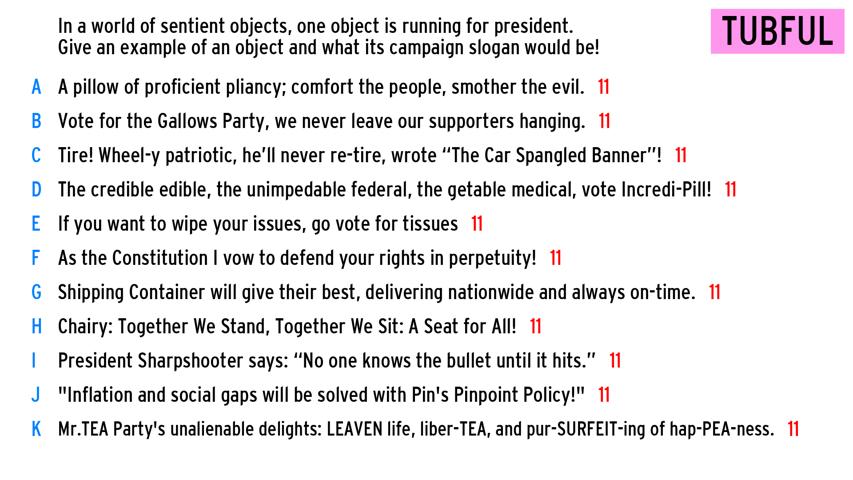 In a world of sentient objects, one object is running for president.
Give an example of an object and what its campaign slogan would be!
TUBFUL
A A pillow of proficient pliancy; comfort the people, smother the evil. 11
B Vote for the Gallows Party, we never leave our supporters hanging. 11
C Tire! Wheel-y patriotic, he’ll never re-tire, wrote “The Car Spangled Banner”! 11
D The credible edible, the unimpedable federal, the getable medical, vote Incredi-Pill! 11
E If you want to wipe your issues, go vote for tissues 11
F As the Constitution I vow to defend your rights in perpetuity! 11
G Shipping Container will give their best, delivering nationwide and always on-time. 11
H Chairy: Together We Stand, Together We Sit: A Seat for All! 11
I President Sharpshooter says: “No one knows the bullet until it hits.” 11
J "Inflation and social gaps will be solved with Pin's Pinpoint Policy!" 11
K Mr.TEA Party's unalienable delights: LEAVEN life, liber-TEA, and pur-SURFEIT-ing of hap-PEA-ness. 11